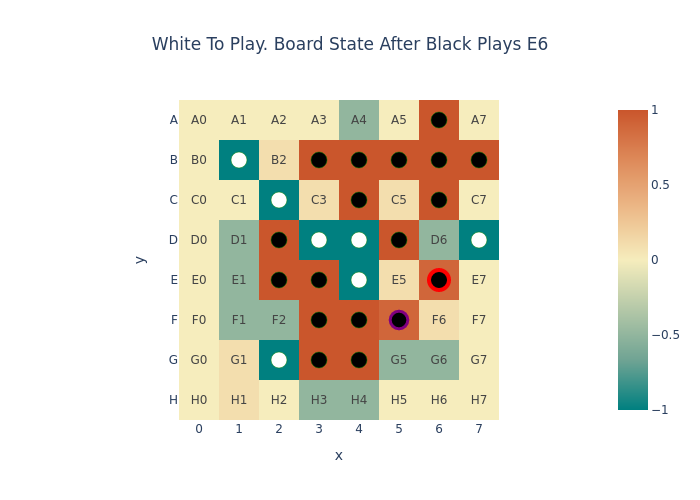 White To Play. Board State After Black Plays E6
A A0 A1 A2 A3 A4 A5 A7
B B0 B2
C C0 C1 C3 C5 C7
D D0 D1 D6
E E0 E1 E5 E7
F F0 F1 F2 F6 F7
G G0 G1 G5 G6 G7
H H0 H1 H2 H3 H4 H5 H6 H7
0 1 2 3 4 5 6 7
x
y
1
0.5
0
−0.5
−1